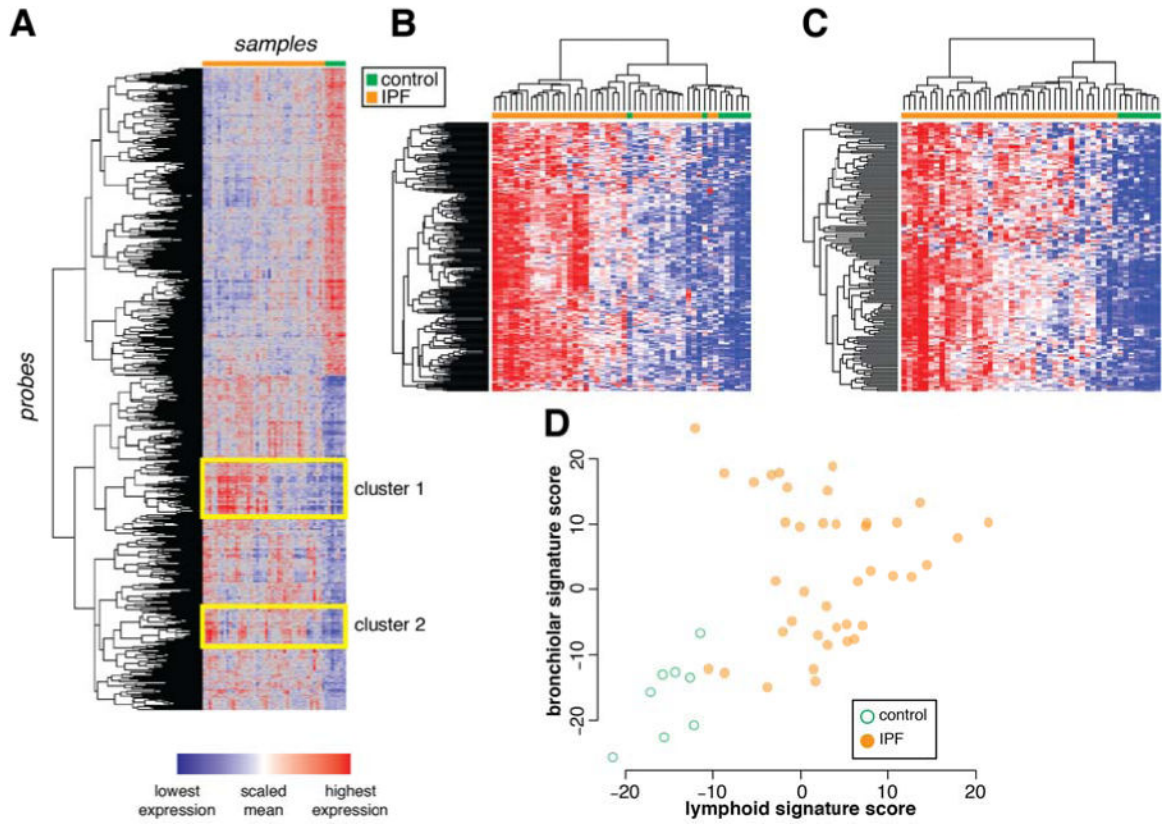 A
samples
probes
cluster 1
cluster 2
lowest expression
scaled mean
highest expression
B
control
IPF
C
D
bronchiolar signature score
20
10
0
−10
−20
−20
−10
0
10
20
lymphoid signature score
control
IPF